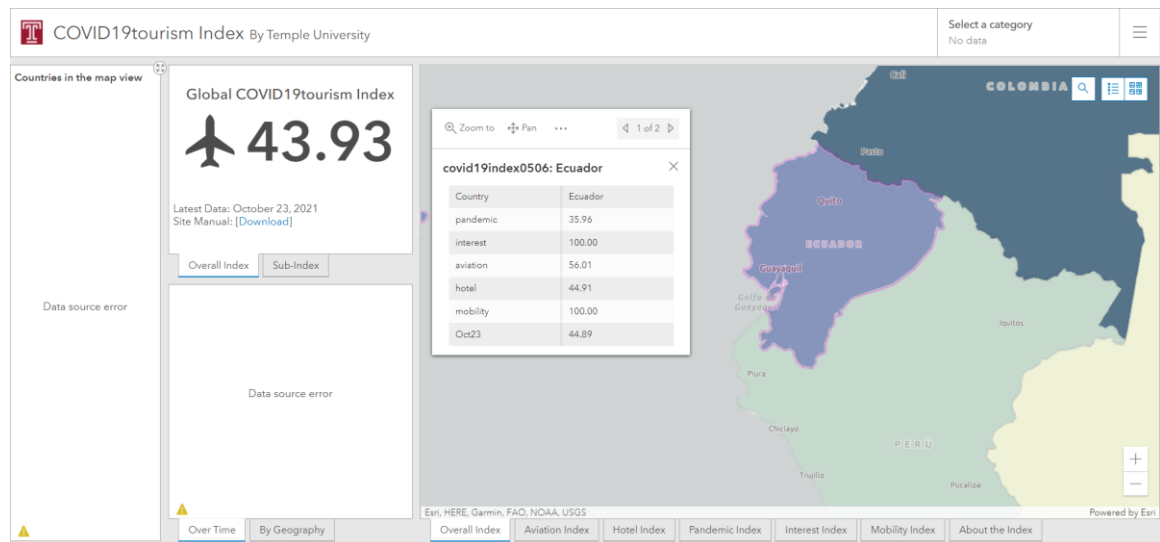 COVID19tourism Index By Temple University
Select a category
No data
Countries in the map view
Data source error
Global COVID19tourism Index
43.93
Latest Data: October 23, 2021
Site Manual: [Download]
Overall Index Sub-Index
Data source error
Over Time By Geography
Zoom to Pan ... 1 of 2
covid19index0506: Ecuador
Country Ecuador
pandemic 35.96
interest 100.00
aviation 56.01
hotel 44.91
mobility 100.00
Oct23 44.89
Cali
COLOMBIA
Pasto
Quito
ECUADOR
Guayaquil
Golfo de
Guayaquil
Iquitos
Piura
Chiclayo
PERÚ
Trujillo
Pucallpa
Esri, HERE, Garmin, FAO, NOAA, USGS
Powered by Esri
Overall Index Aviation Index Hotel Index Pandemic Index Interest Index Mobility Index About the Index